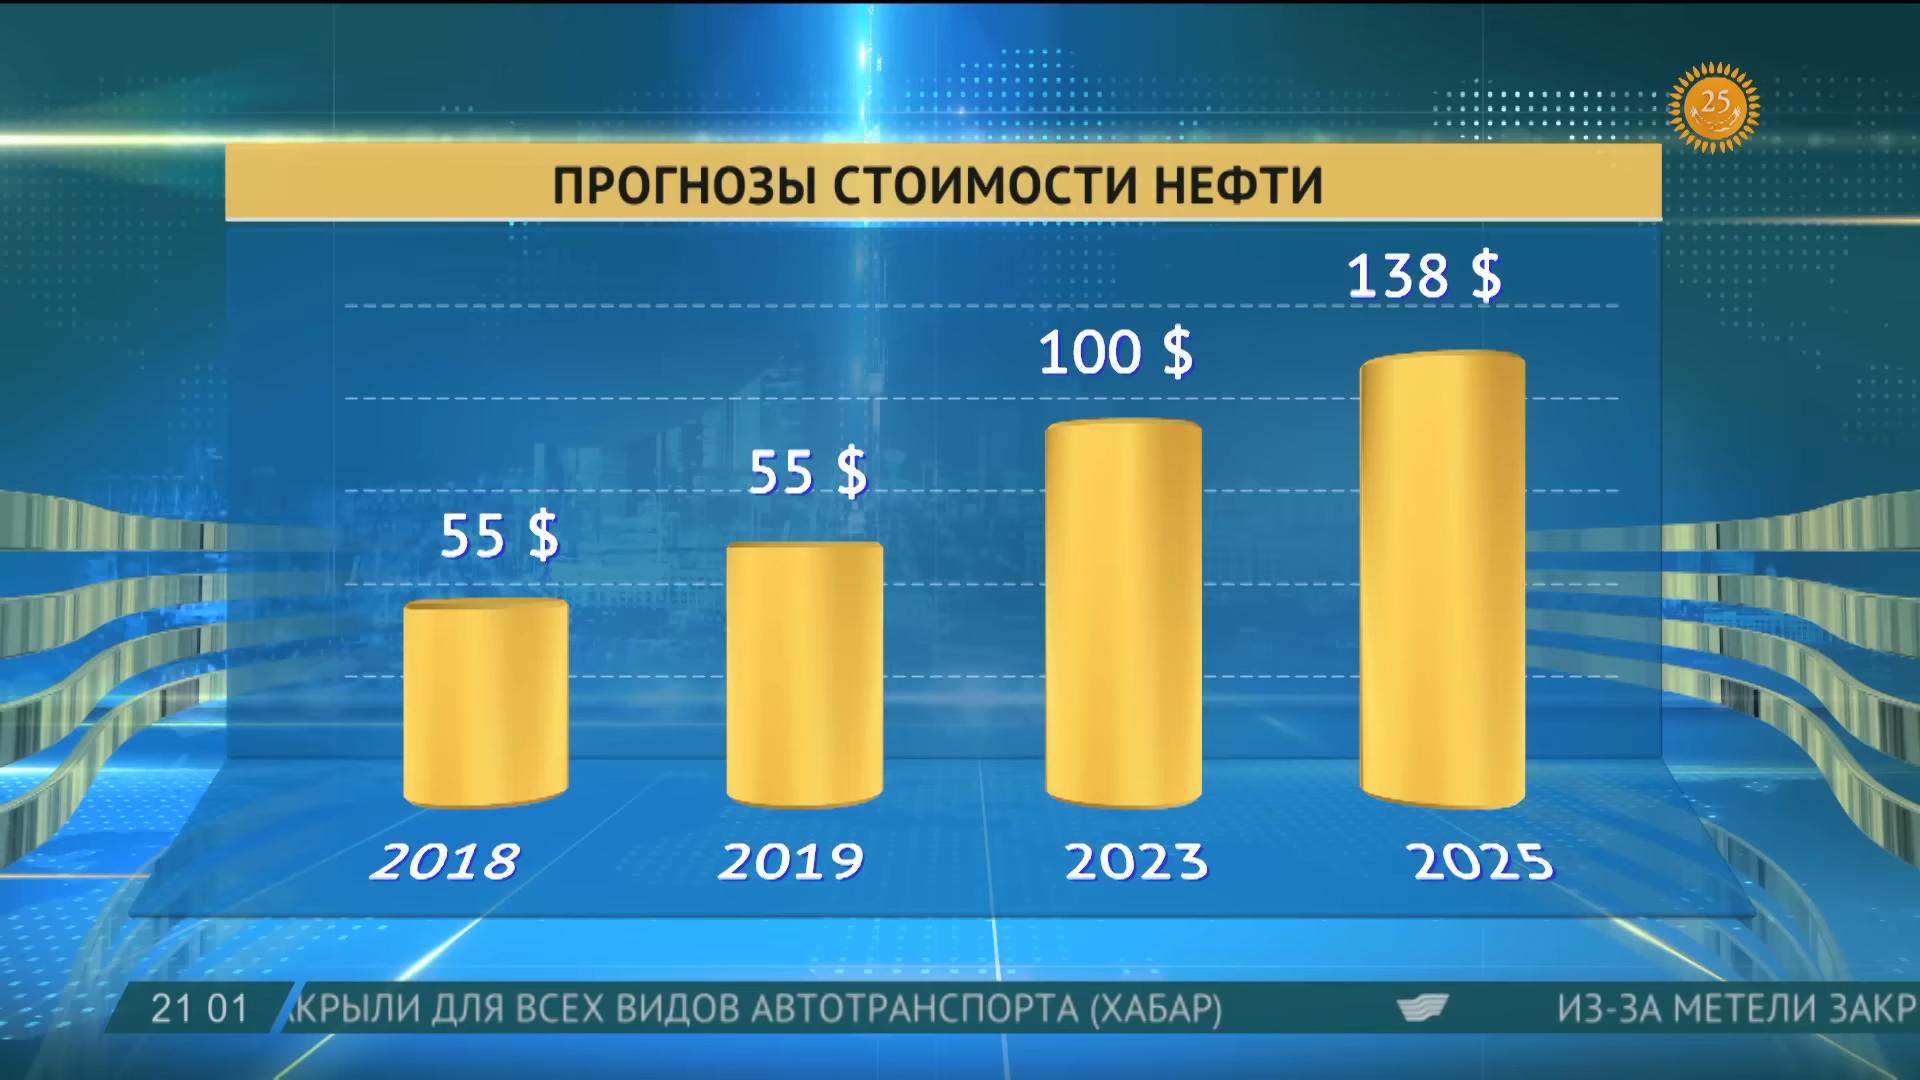 25
ПРОГНОЗЫ СТОИМОСТИ НЕФТИ
138 $
100 $
55 $
55 $
2018 2019 2023 2025
21 01 КРЫЛИ ДЛЯ ВСЕХ ВИДОВ АВТОТРАНСПОРТА (ХАБАР) ИЗ-ЗА МЕТЕЛИ ЗАКР